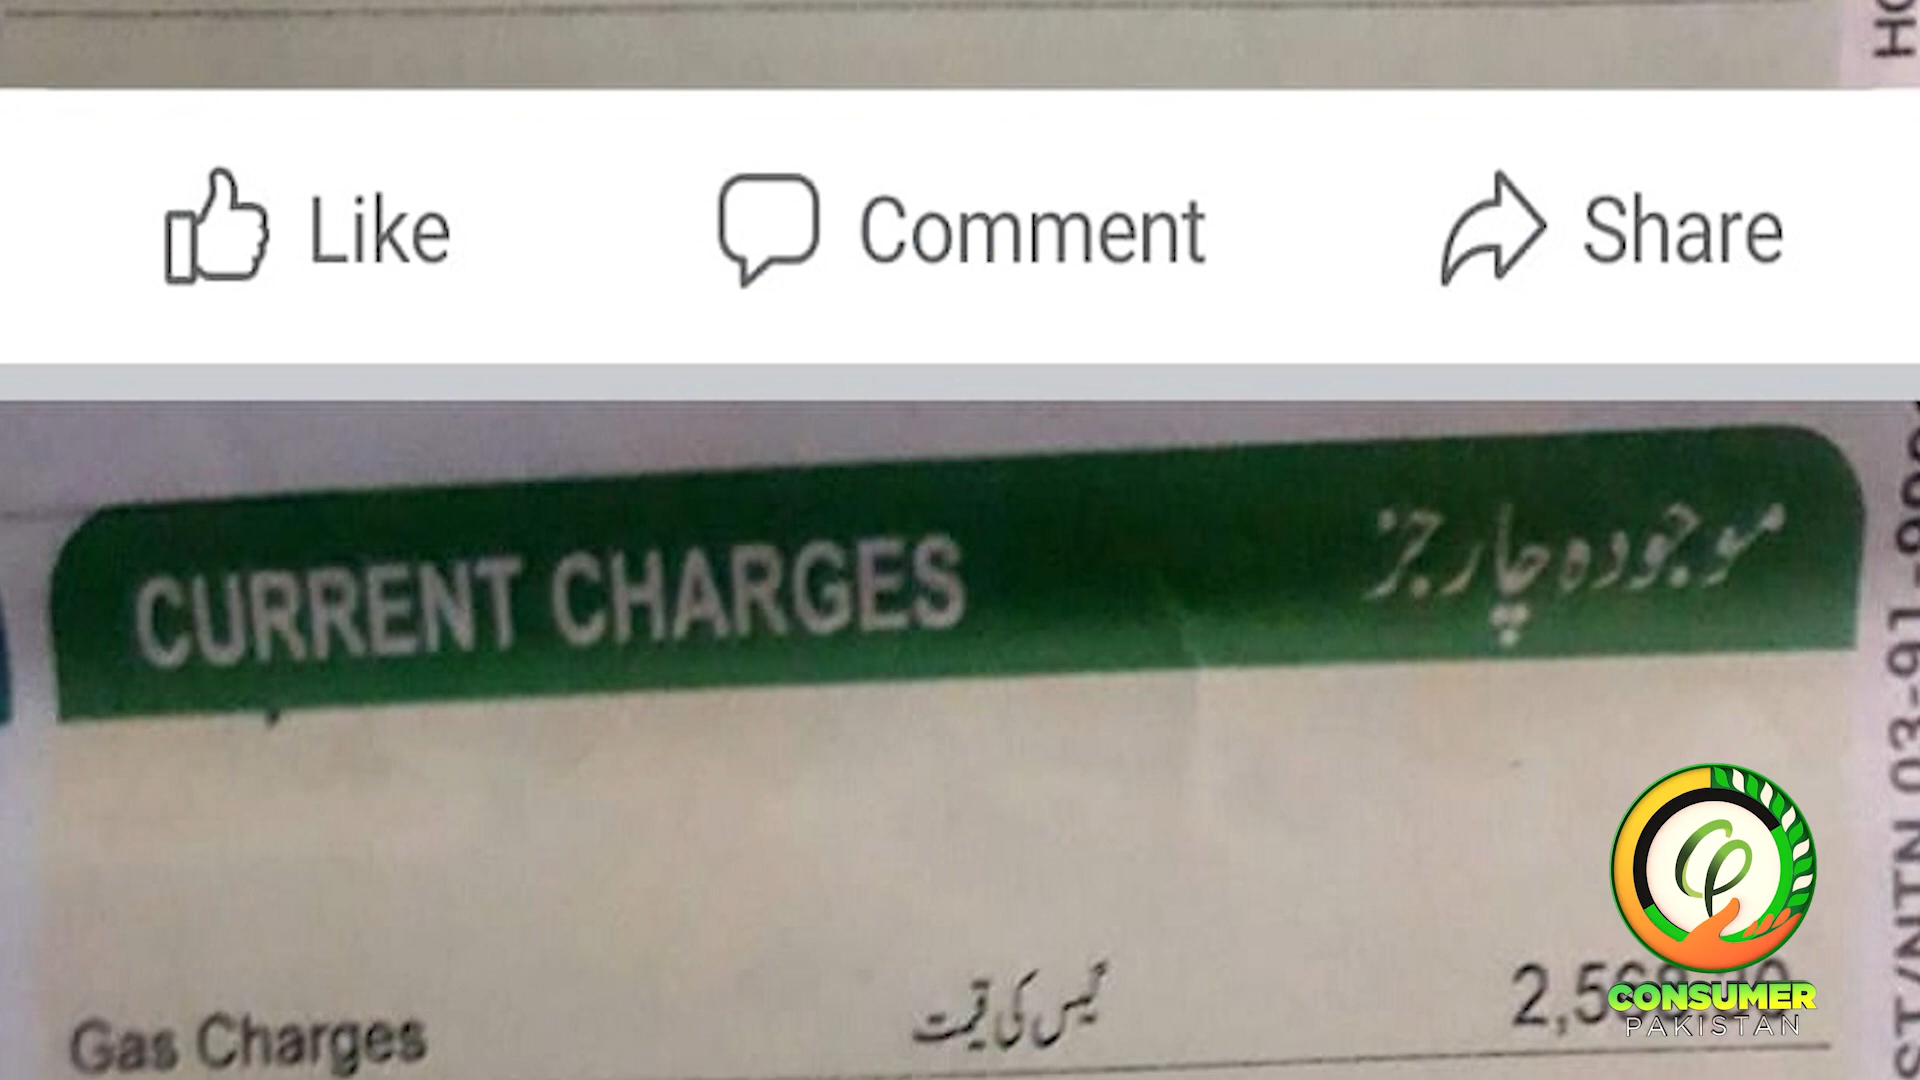 Like Comment Share
CURRENT CHARGES موجودہ چارجز
Gas Charges گیس کی قیمت
CONSUMER
PAKISTAN